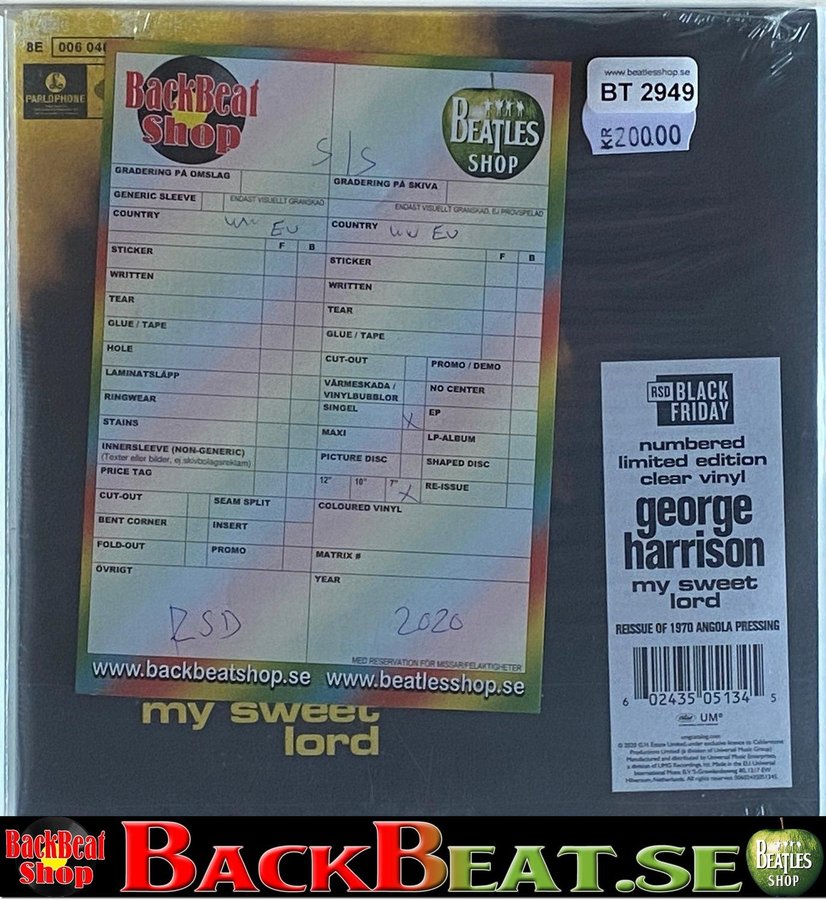 8E 006 04
PARLOPHONE
BackBeat
Shop
BEATLES
SHOP
www.beatlesshop.se
BT 2949
KR200.00
S/S
GRADERING PÅ OMSLAG
GRADERING PÅ SKIVA
GENERIC SLEEVE
ENDAST VISUELLT GRANSKAD
ENDAST VISUELLT GRANSKAD, EJ PROVSPELAD
COUNTRY EU
COUNTRY EU
F B
F B
STICKER
STICKER
WRITTEN
WRITTEN
TEAR
TEAR
GLUE / TAPE
GLUE / TAPE
HOLE
CUT-OUT
PROMO / DEMO
LAMINATSLÄPP
VÄRMESKADA /
VINYLBUBBLOR
NO CENTER
RINGWEAR
SINGEL X
EP
STAINS
MAXI
LP-ALBUM
INNERSLEEVE (NON-GENERIC)
(Texter eller bilder, ej skivbolagsreklam)
PICTURE DISC
SHAPED DISC
PRICE TAG
12" 10" 7" X
RE-ISSUE
CUT-OUT
SEAM SPLIT
COLOURED VINYL
BENT CORNER
INSERT
FOLD-OUT
PROMO
MATRIX #
ÖVRIGT
YEAR
RSD
2020
MED RESERVATION FÖR MISSAR/FELAKTIGHETER
www.backbeatshop.se www.beatlesshop.se
my sweet
lord
RSD BLACK
FRIDAY
numbered
limited edition
clear vinyl
george
harrison
my sweet
lord
REISSUE OF 1970 ANGOLA PRESSING
6 02435 05134 5
UM
BackBeat
Shop
BACKBEAT.SE
BEATLES
SHOP